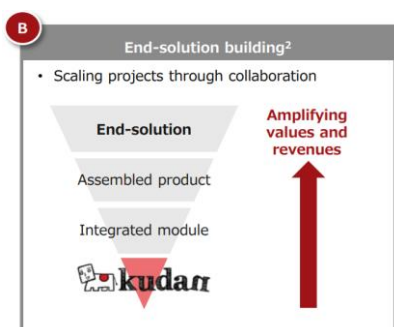 B
End-solution building2
• Scaling projects through collaboration
End-solution
Amplifying
values and
revenues
Assembled product
Integrated module
kudan